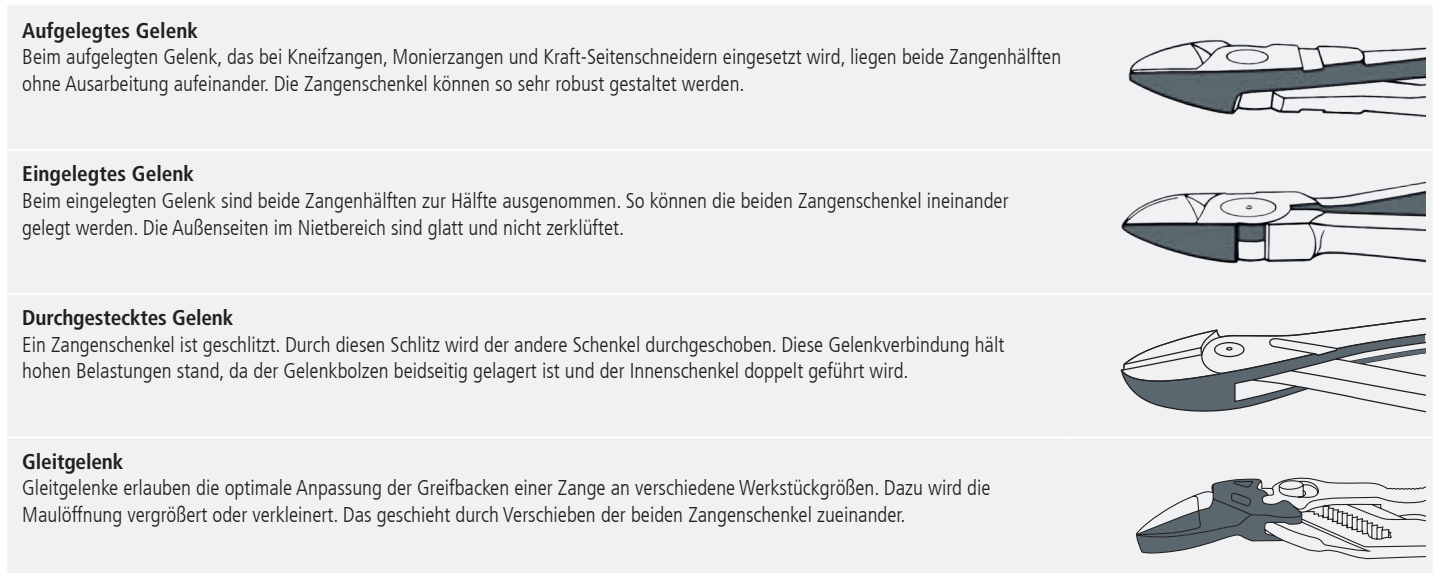 Aufgelegtes Gelenk
Beim aufgelegten Gelenk, das bei Kneifzangen, Monierzangen und Kraft-Seitenschneidern eingesetzt wird, liegen beide Zangenhälften
ohne Ausarbeitung aufeinander. Die Zangenschenkel können so sehr robust gestaltet werden.
Eingelegtes Gelenk
Beim eingelegten Gelenk sind beide Zangenhälften zur Hälfte ausgenommen. So können die beiden Zangenschenkel ineinander
gelegt werden. Die Außenseiten im Nietbereich sind glatt und nicht zerklüftet.
Durchgestecktes Gelenk
Ein Zangenschenkel ist geschlitzt. Durch diesen Schlitz wird der andere Schenkel durchgeschoben. Diese Gelenkverbindung hält
hohen Belastungen stand, da der Gelenkbolzen beidseitig gelagert ist und der Innenschenkel doppelt geführt wird.
Gleitgelenk
Gleitgelenke erlauben die optimale Anpassung der Greifbacken einer Zange an verschiedene Werkstückgrößen. Dazu wird die
Maulöffnung vergrößert oder verkleinert. Das geschieht durch Verschieben der beiden Zangenschenkel zueinander.